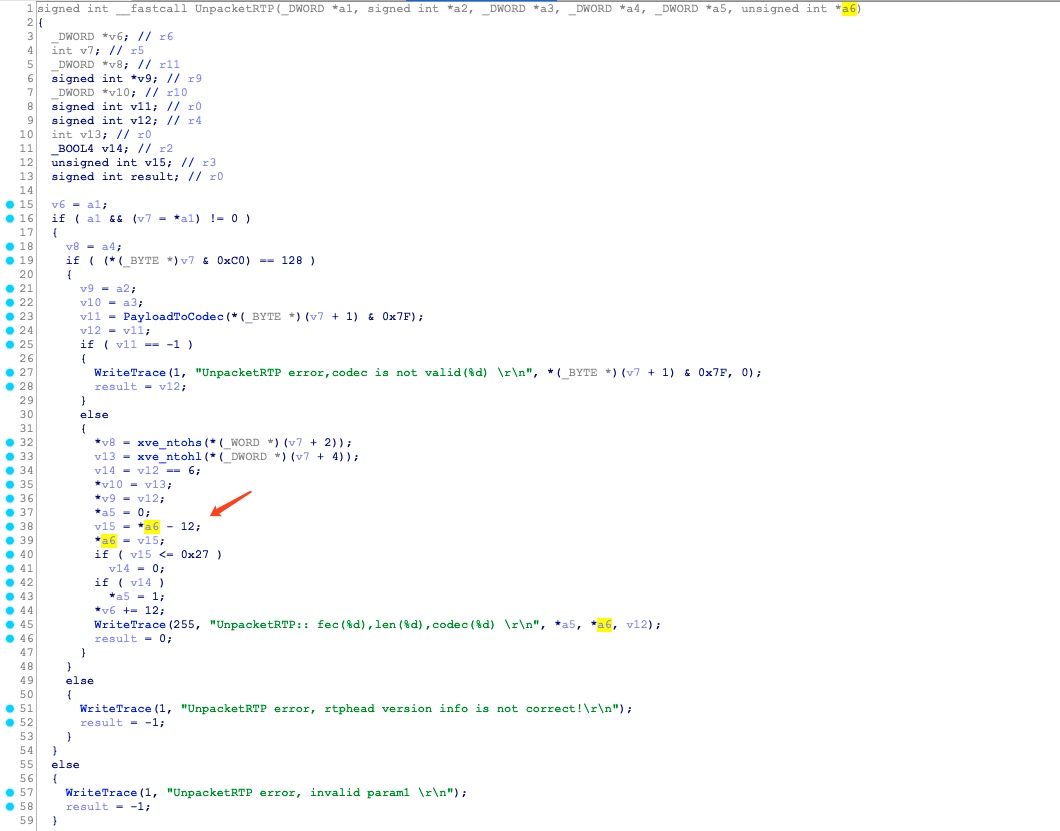 1 signed int __fastcall UnpacketRTP(_DWORD *a1, signed int *a2, _DWORD *a3, _DWORD *a4, _DWORD *a5, unsigned int *a6)
2 {
3 _DWORD *v6; // r6
4 int v7; // r5
5 _DWORD *v8; // r11
6 signed int *v9; // r9
7 _DWORD *v10; // r10
8 signed int v11; // r0
9 signed int v12; // r4
10 int v13; // r0
11 _BOOL4 v14; // r2
12 unsigned int v15; // r3
13 signed int result; // r0
14
15 v6 = a1;
16 if ( a1 && (v7 = *a1) != 0 )
17 {
18 v8 = a4;
19 if ( (*(_BYTE *)v7 & 0xC0) == 128 )
20 {
21 v9 = a2;
22 v10 = a3;
23 v11 = PayloadToCodec(*(_BYTE *)(v7 + 1) & 0x7F);
24 v12 = v11;
25 if ( v11 == -1 )
26 {
27 WriteTrace(1, "UnpacketRTP error,codec is not valid(%d) \r\n", *(_BYTE *)(v7 + 1) & 0x7F, 0);
28 result = v12;
29 }
30 else
31 {
32 *v8 = xve_ntohs(*(_WORD *)(v7 + 2));
33 v13 = xve_ntohl(*(_DWORD *)(v7 + 4));
34 v14 = v12 == 6;
35 *v10 = v13;
36 *v9 = v12;
37 *a5 = 0;
38 v15 = *a6 - 12;
39 *a6 = v15;
40 if ( v15 <= 0x27 )
41 v14 = 0;
42 if ( v14 )
43 *a5 = 1;
44 *v6 += 12;
45 WriteTrace(255, "UnpacketRTP:: fec(%d),len(%d),codec(%d) \r\n", *a5, *a6, v12);
46 result = 0;
47 }
48 }
49 else
50 {
51 WriteTrace(1, "UnpacketRTP error, rtphead version info is not correct!\r\n");
52 result = -1;
53 }
54 }
55 else
56 {
57 WriteTrace(1, "UnpacketRTP error, invalid param1 \r\n");
58 result = -1;
59 }